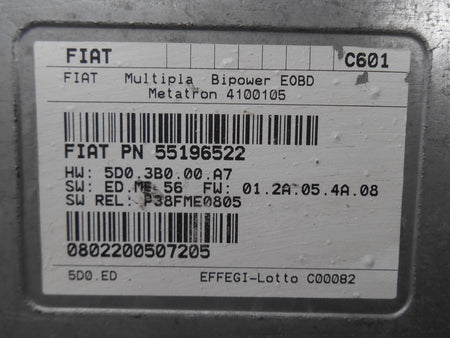 FIAT C601
FIAT Multipla Bipower EOBD
Metatron 4100105
FIAT PN 55196522
HW: 5D0.3B0.00.A7
SW: ED.ME.56 FW: 01.2A.05.4A.08
SW REL: P38FME0805
0802200507205
5D0.ED EFFEGI-Lotto C00082